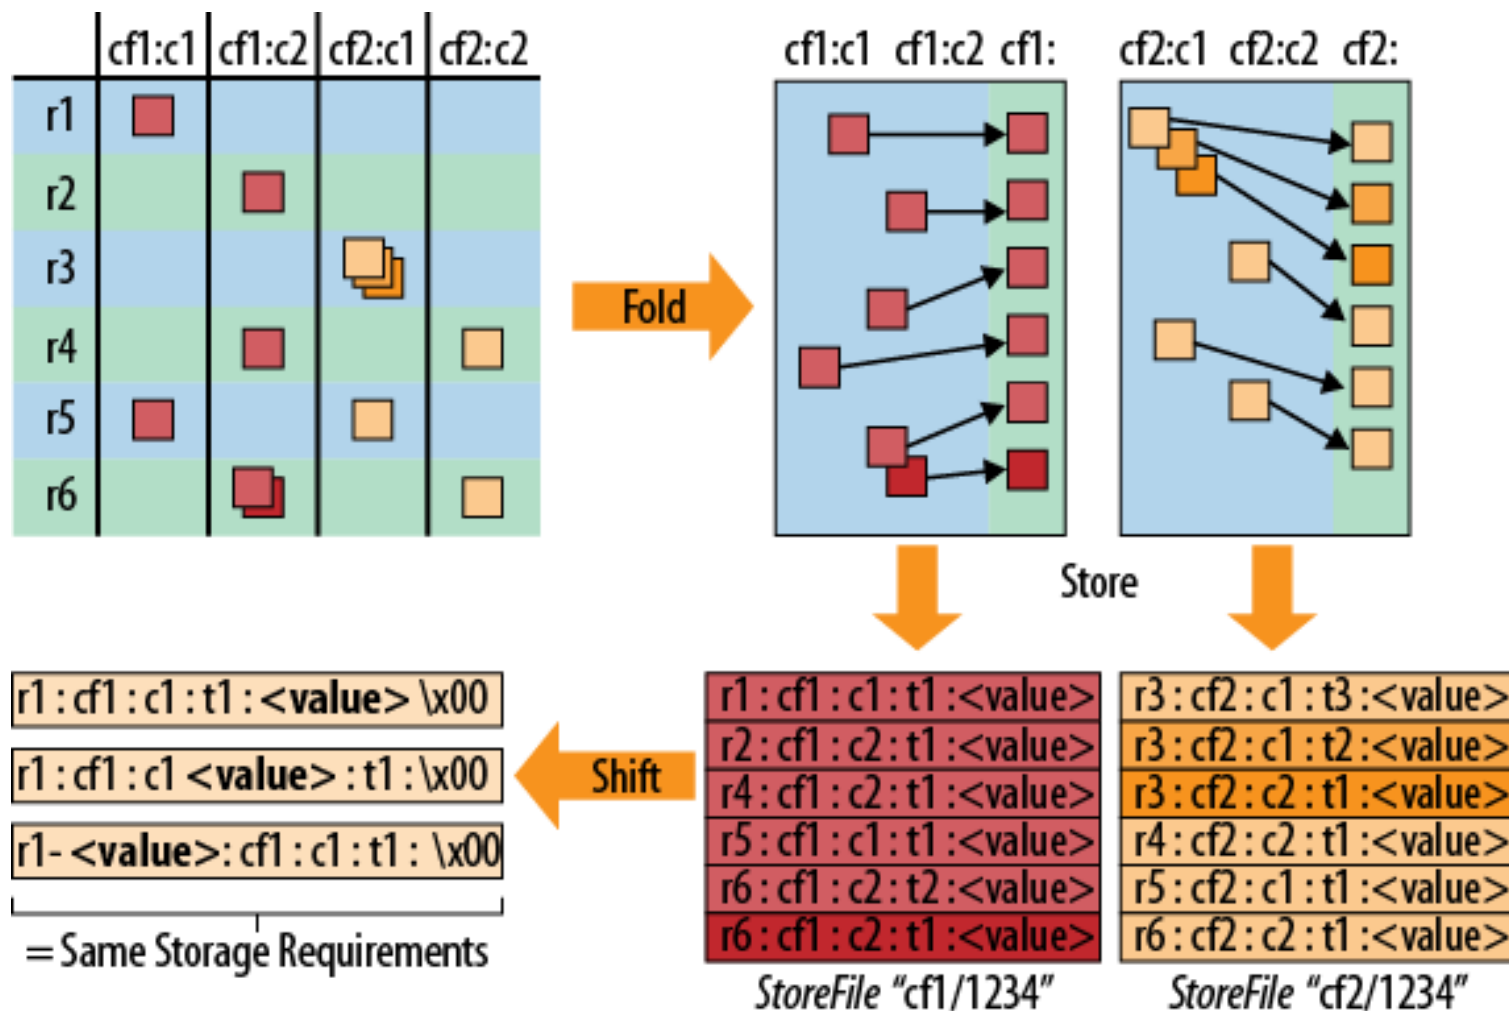 cf1:c1 cf1:c2 cf2:c1 cf2:c2
r1
r2
r3
r4
r5
r6
Fold
cf1:c1 cf1:c2 cf1:
cf2:c1 cf2:c2 cf2:
Store
r1 : cf1 : c1 : t1 :<value>
r2 : cf1 : c2 : t1 :<value>
r4 : cf1 : c2 : t1 :<value>
r5 : cf1 : c1 : t1 :<value>
r6 : cf1 : c2 : t2 :<value>
r6 : cf1 : c2 : t1 :<value>
StoreFile “cf1/1234”
r3 : cf2 : c1 : t3 :<value>
r3 : cf2 : c1 : t2 :<value>
r3 : cf2 : c2 : t1 :<value>
r4 : cf2 : c2 : t1 :<value>
r5 : cf2 : c1 : t1 :<value>
r6 : cf2 : c2 : t1 :<value>
StoreFile “cf2/1234”
Shift
r1 : cf1 : c1 : t1 : <value> \x00
r1 : cf1 : c1 <value> : t1 : \x00
r1- <value>: cf1 : c1 : t1 : \x00
= Same Storage Requirements